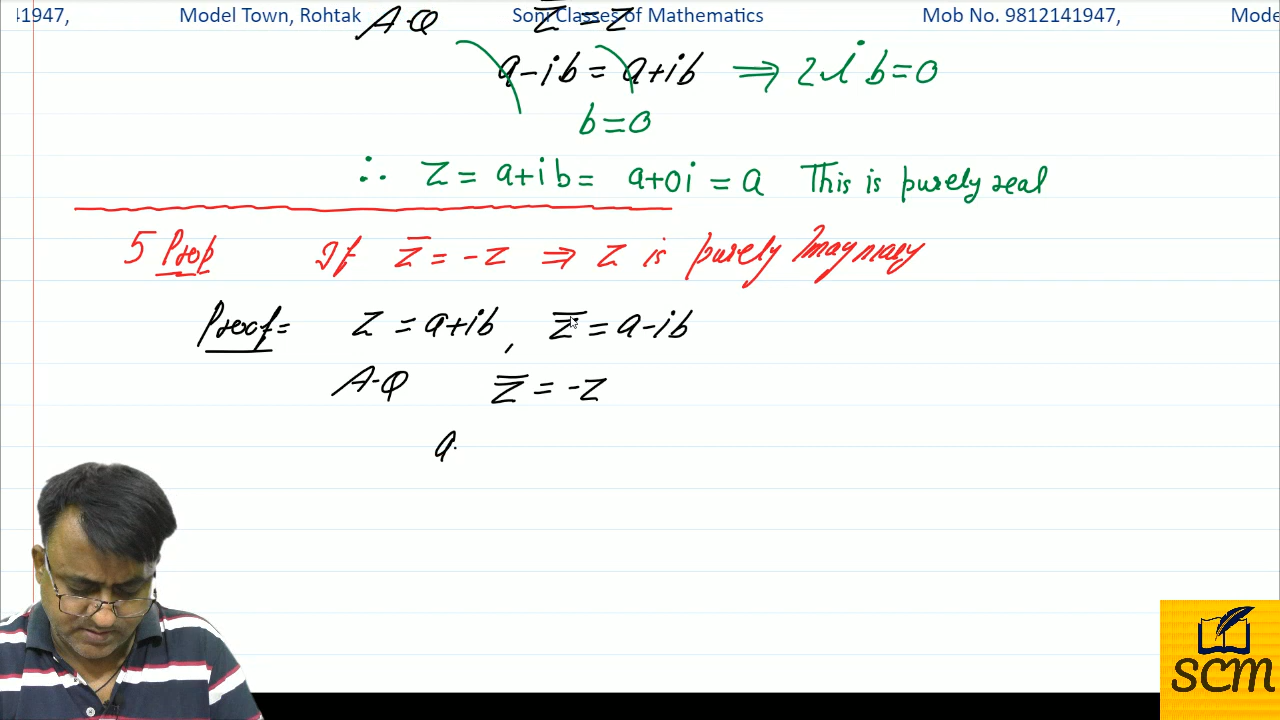 1947, Model Town, Rohtak Soni Classes of Mathematics Mob No. 9812141947, Mode
A-Q z̅ = z
a-ib = a+ib ⟹ 2ib=0
b=0
∴ z = a+ib = a+0i = a This is purely real
5 Prop If z̅ = -z ⇒ z is purely Imaginary
Proof= z = a+ib, z̅ = a-ib
A-Q z̅ = -z
a-
SCM